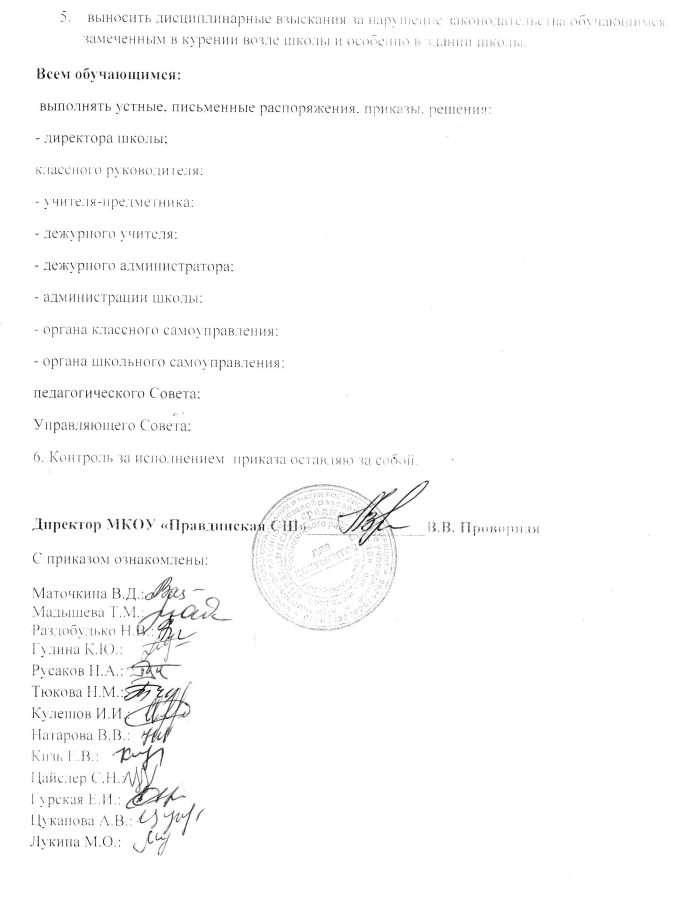 5. выносить дисциплинарные взыскания за нарушение законодательства обучающимся,
замеченным в курении возле школы и особенно в здании школы.
Всем обучающимся:
выполнять устные, письменные распоряжения, приказы, решения:
- директора школы;
классного руководителя;
- учителя-предметника;
- дежурного учителя;
- дежурного администратора;
- администрации школы;
- органа классного самоуправления;
- органа школьного самоуправления;
педагогического Совета;
Управляющего Совета;
6. Контроль за исполнением приказа оставляю за собой.
Директор МКОУ «Правдинская СШ» В.В. Проворная
для документов
С приказом ознакомлены:
Маточкина В.Д.:
Мадышева Т.М.:
Раздобудько Н.В.:
Гулина К.Ю.:
Русаков Н.А.:
Тюкова Н.М.:
Кулешов И.И.:
Натарова В.В.:
Кизь Е.В.:
Цайслер С.Н.:
Гурская Е.И.:
Цуканова А.В.:
Лукина М.О.: